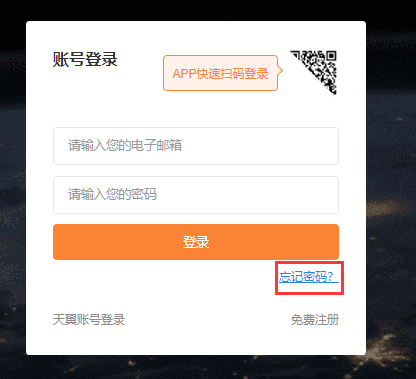 账号登录
APP快速扫码登录
请输入您的电子邮箱
请输入您的密码
登录
忘记密码?
天翼账号登录
免费注册